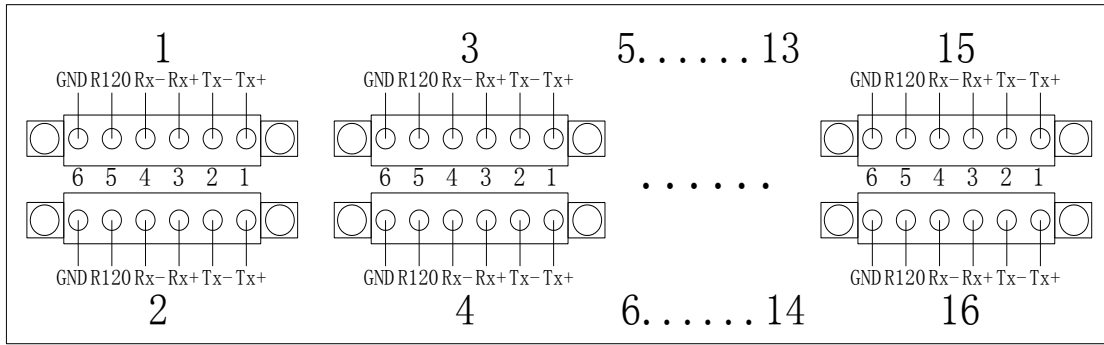 1 3 5......13 15
GND R120 Rx- Rx+ Tx- Tx+ GND R120 Rx- Rx+ Tx- Tx+ GND R120 Rx- Rx+ Tx- Tx+
6 5 4 3 2 1 6 5 4 3 2 1 ...... 6 5 4 3 2 1
GND R120 Rx- Rx+ Tx- Tx+ GND R120 Rx- Rx+ Tx- Tx+ GND R120 Rx- Rx+ Tx- Tx+
2 4 6......14 16